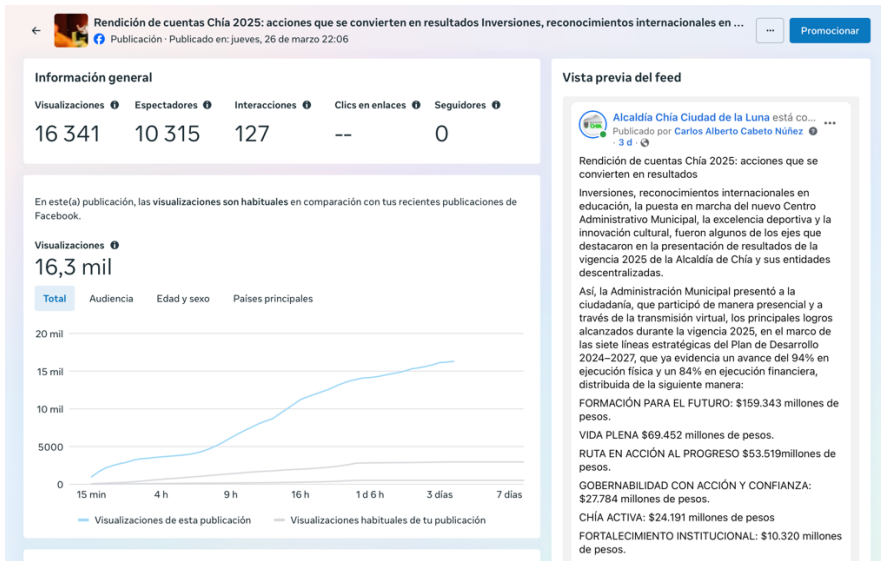 Rendición de cuentas Chía 2025: acciones que se convierten en resultados Inversiones, reconocimientos internacionales en ...
Publicación · Publicado en: jueves, 26 de marzo 22:06
...
Promocionar
Información general
Visualizaciones
Espectadores
Interacciones
Clics en enlaces
Seguidores
16 341
10 315
127
--
0
En este(a) publicación, las visualizaciones son habituales en comparación con tus recientes publicaciones de
Facebook.
Visualizaciones
16,3 mil
Total
Audiencia
Edad y sexo
Países principales
20 mil
15 mil
10 mil
5000
0
15 min
4 h
9 h
16 h
1 d 6 h
3 días
7 días
Visualizaciones de esta publicación
Visualizaciones habituales de tu publicación
Vista previa del feed
Alcaldía Chía Ciudad de la Luna está co...
Publicado por Carlos Alberto Cabeto Núñez
· 3 d ·
Rendición de cuentas Chía 2025: acciones que se
convierten en resultados
Inversiones, reconocimientos internacionales en
educación, la puesta en marcha del nuevo Centro
Administrativo Municipal, la excelencia deportiva y la
innovación cultural, fueron algunos de los ejes que
destacaron en la presentación de resultados de la
vigencia 2025 de la Alcaldía de Chía y sus entidades
descentralizadas.
Así, la Administración Municipal presentó a la
ciudadanía, que participó de manera presencial y a
través de la transmisión virtual, los principales logros
alcanzados durante la vigencia 2025, en el marco de
las siete líneas estratégicas del Plan de Desarrollo
2024–2027, que ya evidencia un avance del 94% en
ejecución física y un 84% en ejecución financiera,
distribuida de la siguiente manera:
FORMACIÓN PARA EL FUTURO: $159.343 millones de
pesos.
VIDA PLENA $69.452 millones de pesos.
RUTA EN ACCIÓN AL PROGRESO $53.519millones de
pesos.
GOBERNABILIDAD CON ACCIÓN Y CONFIANZA:
$27.784 millones de pesos.
CHÍA ACTIVA: $24.191 millones de pesos
FORTALECIMIENTO INSTITUCIONAL: $10.320 millones
de pesos.